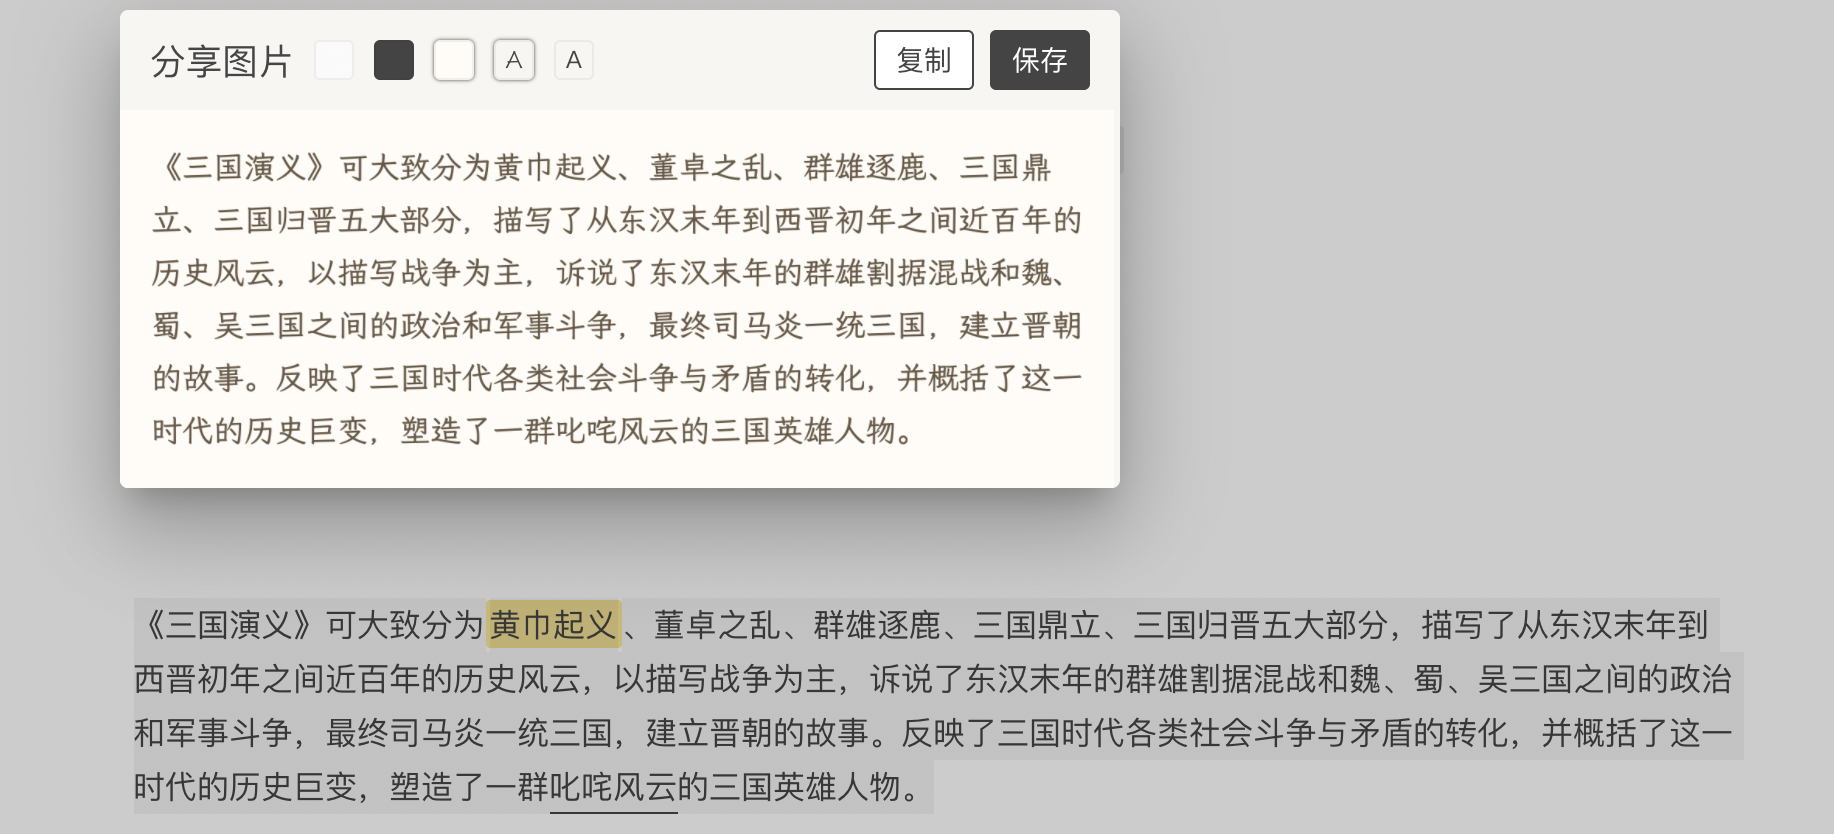 分享图片 A A 复制 保存
《三国演义》可大致分为黄巾起义、董卓之乱、群雄逐鹿、三国鼎
立、三国归晋五大部分，描写了从东汉末年到西晋初年之间近百年的
历史风云，以描写战争为主，诉说了东汉末年的群雄割据混战和魏、
蜀、吴三国之间的政治和军事斗争，最终司马炎一统三国，建立晋朝
的故事。反映了三国时代各类社会斗争与矛盾的转化，并概括了这一
时代的历史巨变，塑造了一群叱咤风云的三国英雄人物。
《三国演义》可大致分为黄巾起义、董卓之乱、群雄逐鹿、三国鼎立、三国归晋五大部分，描写了从东汉末年到
西晋初年之间近百年的历史风云，以描写战争为主，诉说了东汉末年的群雄割据混战和魏、蜀、吴三国之间的政治
和军事斗争，最终司马炎一统三国，建立晋朝的故事。反映了三国时代各类社会斗争与矛盾的转化，并概括了这一
时代的历史巨变，塑造了一群叱咤风云的三国英雄人物。